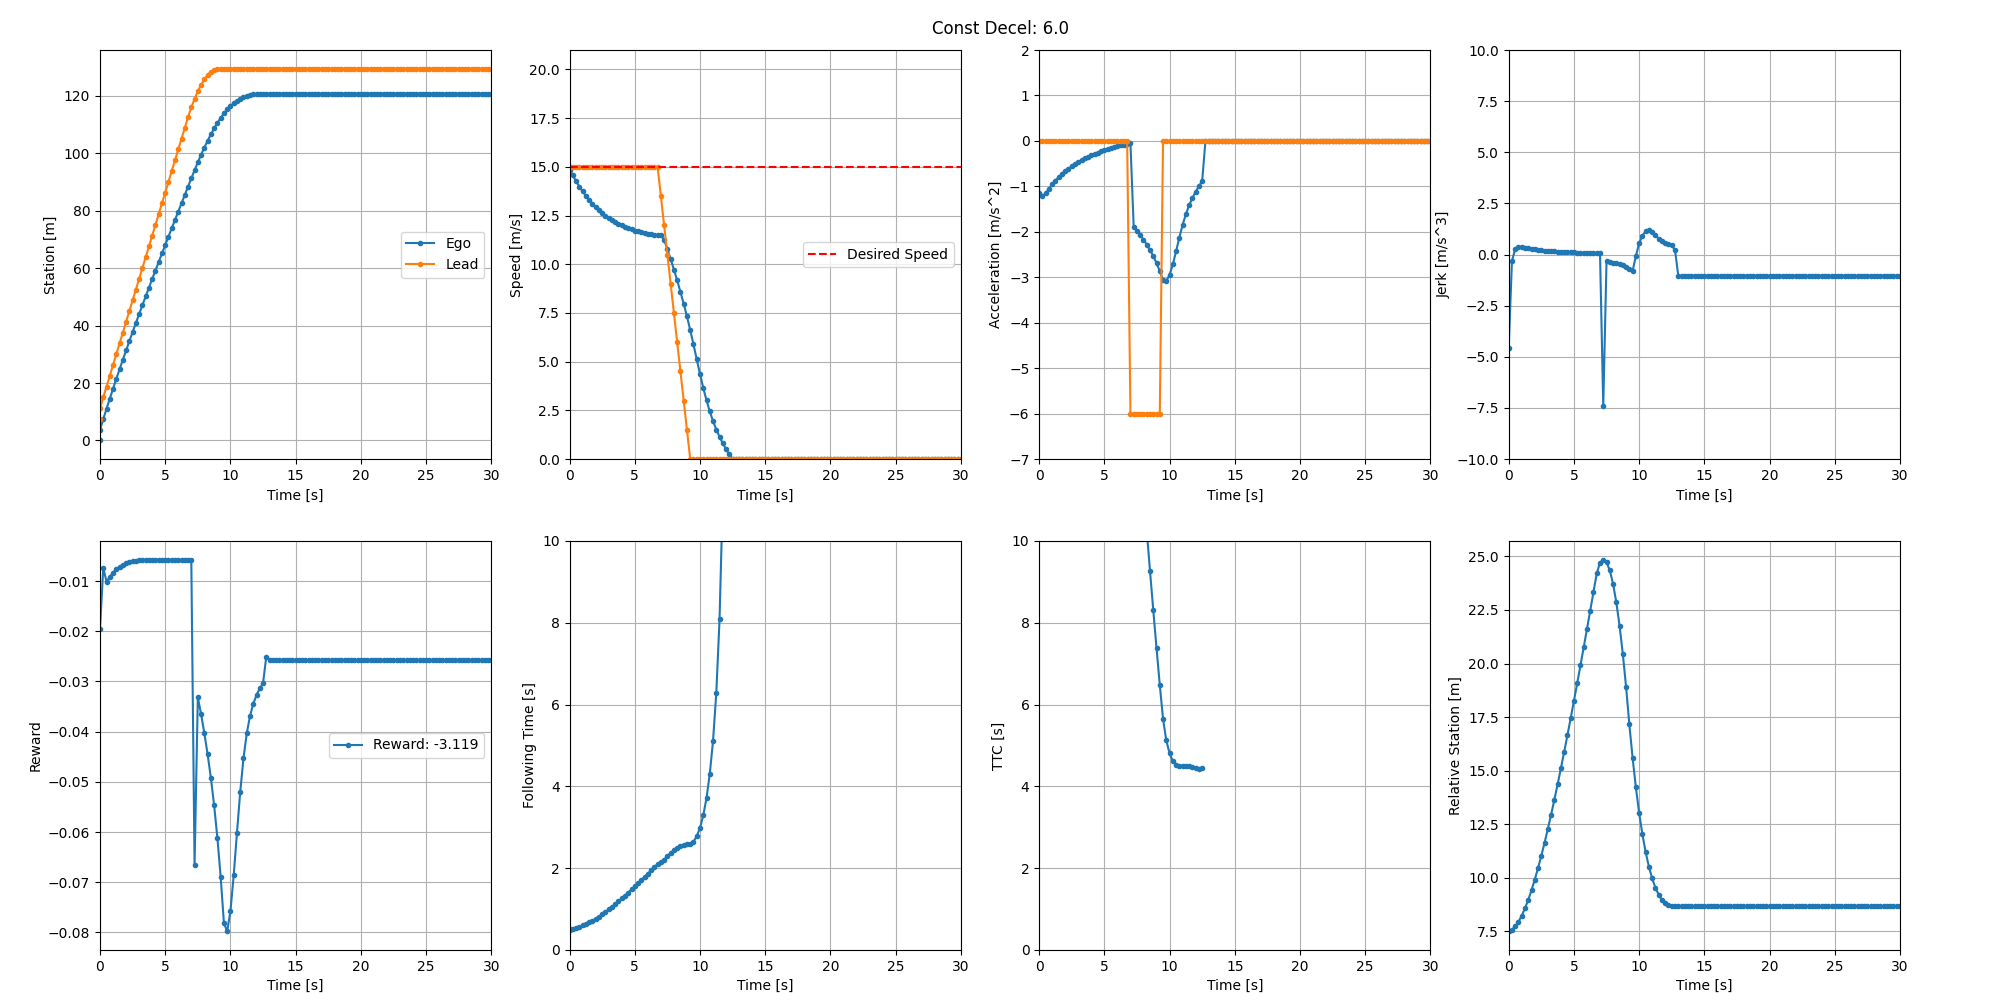 Const Decel: 6.0
Station [m]
120
100
80
60
40
20
0
Ego
Lead
0 5 10 15 20 25 30
Time [s]
Speed [m/s]
20.0
17.5
15.0
12.5
10.0
7.5
5.0
2.5
0.0
Desired Speed
0 5 10 15 20 25 30
Time [s]
Acceleration [m/s^2]
2
1
0
−1
−2
−3
−4
−5
−6
−7
0 5 10 15 20 25 30
Time [s]
Jerk [m/s^3]
10.0
7.5
5.0
2.5
0.0
−2.5
−5.0
−7.5
−10.0
0 5 10 15 20 25 30
Time [s]
Reward
−0.01
−0.02
−0.03
−0.04
−0.05
−0.06
−0.07
−0.08
Reward: -3.119
0 5 10 15 20 25 30
Time [s]
Following Time [s]
10
8
6
4
2
0
0 5 10 15 20 25 30
Time [s]
TTC [s]
10
8
6
4
2
0
0 5 10 15 20 25 30
Time [s]
Relative Station [m]
25.0
22.5
20.0
17.5
15.0
12.5
10.0
7.5
0 5 10 15 20 25 30
Time [s]